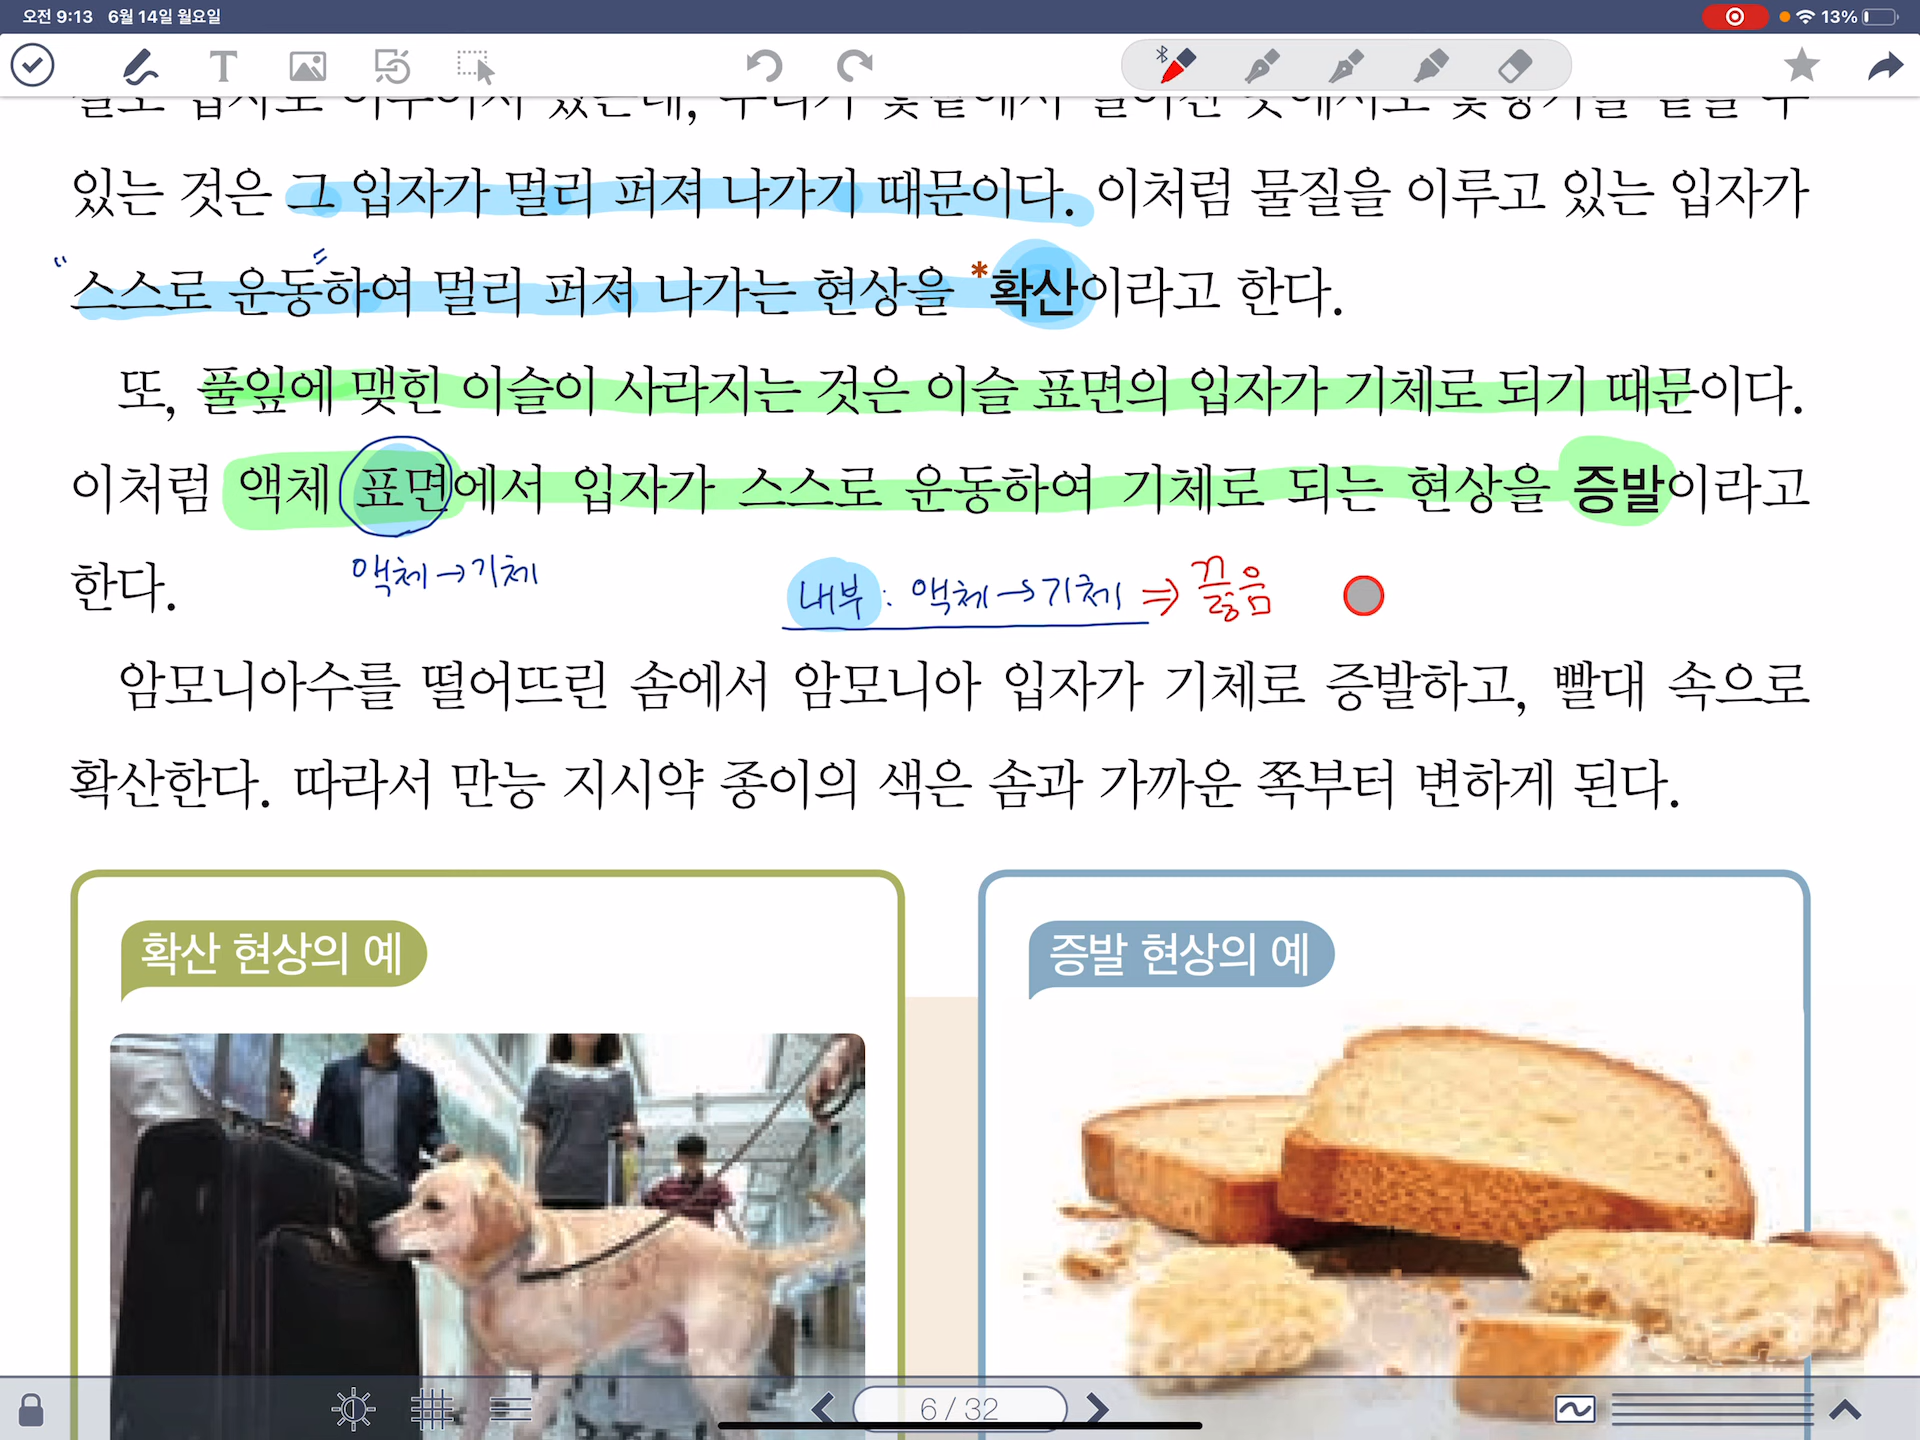 오전 9:13 6월 14일 월요일
13%
T
있는 것은 그 입자가 멀리 퍼져 나가기 때문이다. 이처럼 물질을 이루고 있는 입자가
“스스로 운동”하여 멀리 퍼져 나가는 현상을 *확산이라고 한다.
또, 풀잎에 맺힌 이슬이 사라지는 것은 이슬 표면의 입자가 기체로 되기 때문이다.
이처럼 액체 표면에서 입자가 스스로 운동하여 기체로 되는 현상을 증발이라고
한다.
액체→기체
내부 : 액체→기체 ⇒ 끓음
암모니아수를 떨어뜨린 솜에서 암모니아 입자가 기체로 증발하고, 빨대 속으로
확산한다. 따라서 만능 지시약 종이의 색은 솜과 가까운 쪽부터 변하게 된다.
확산 현상의 예
증발 현상의 예
6 / 32